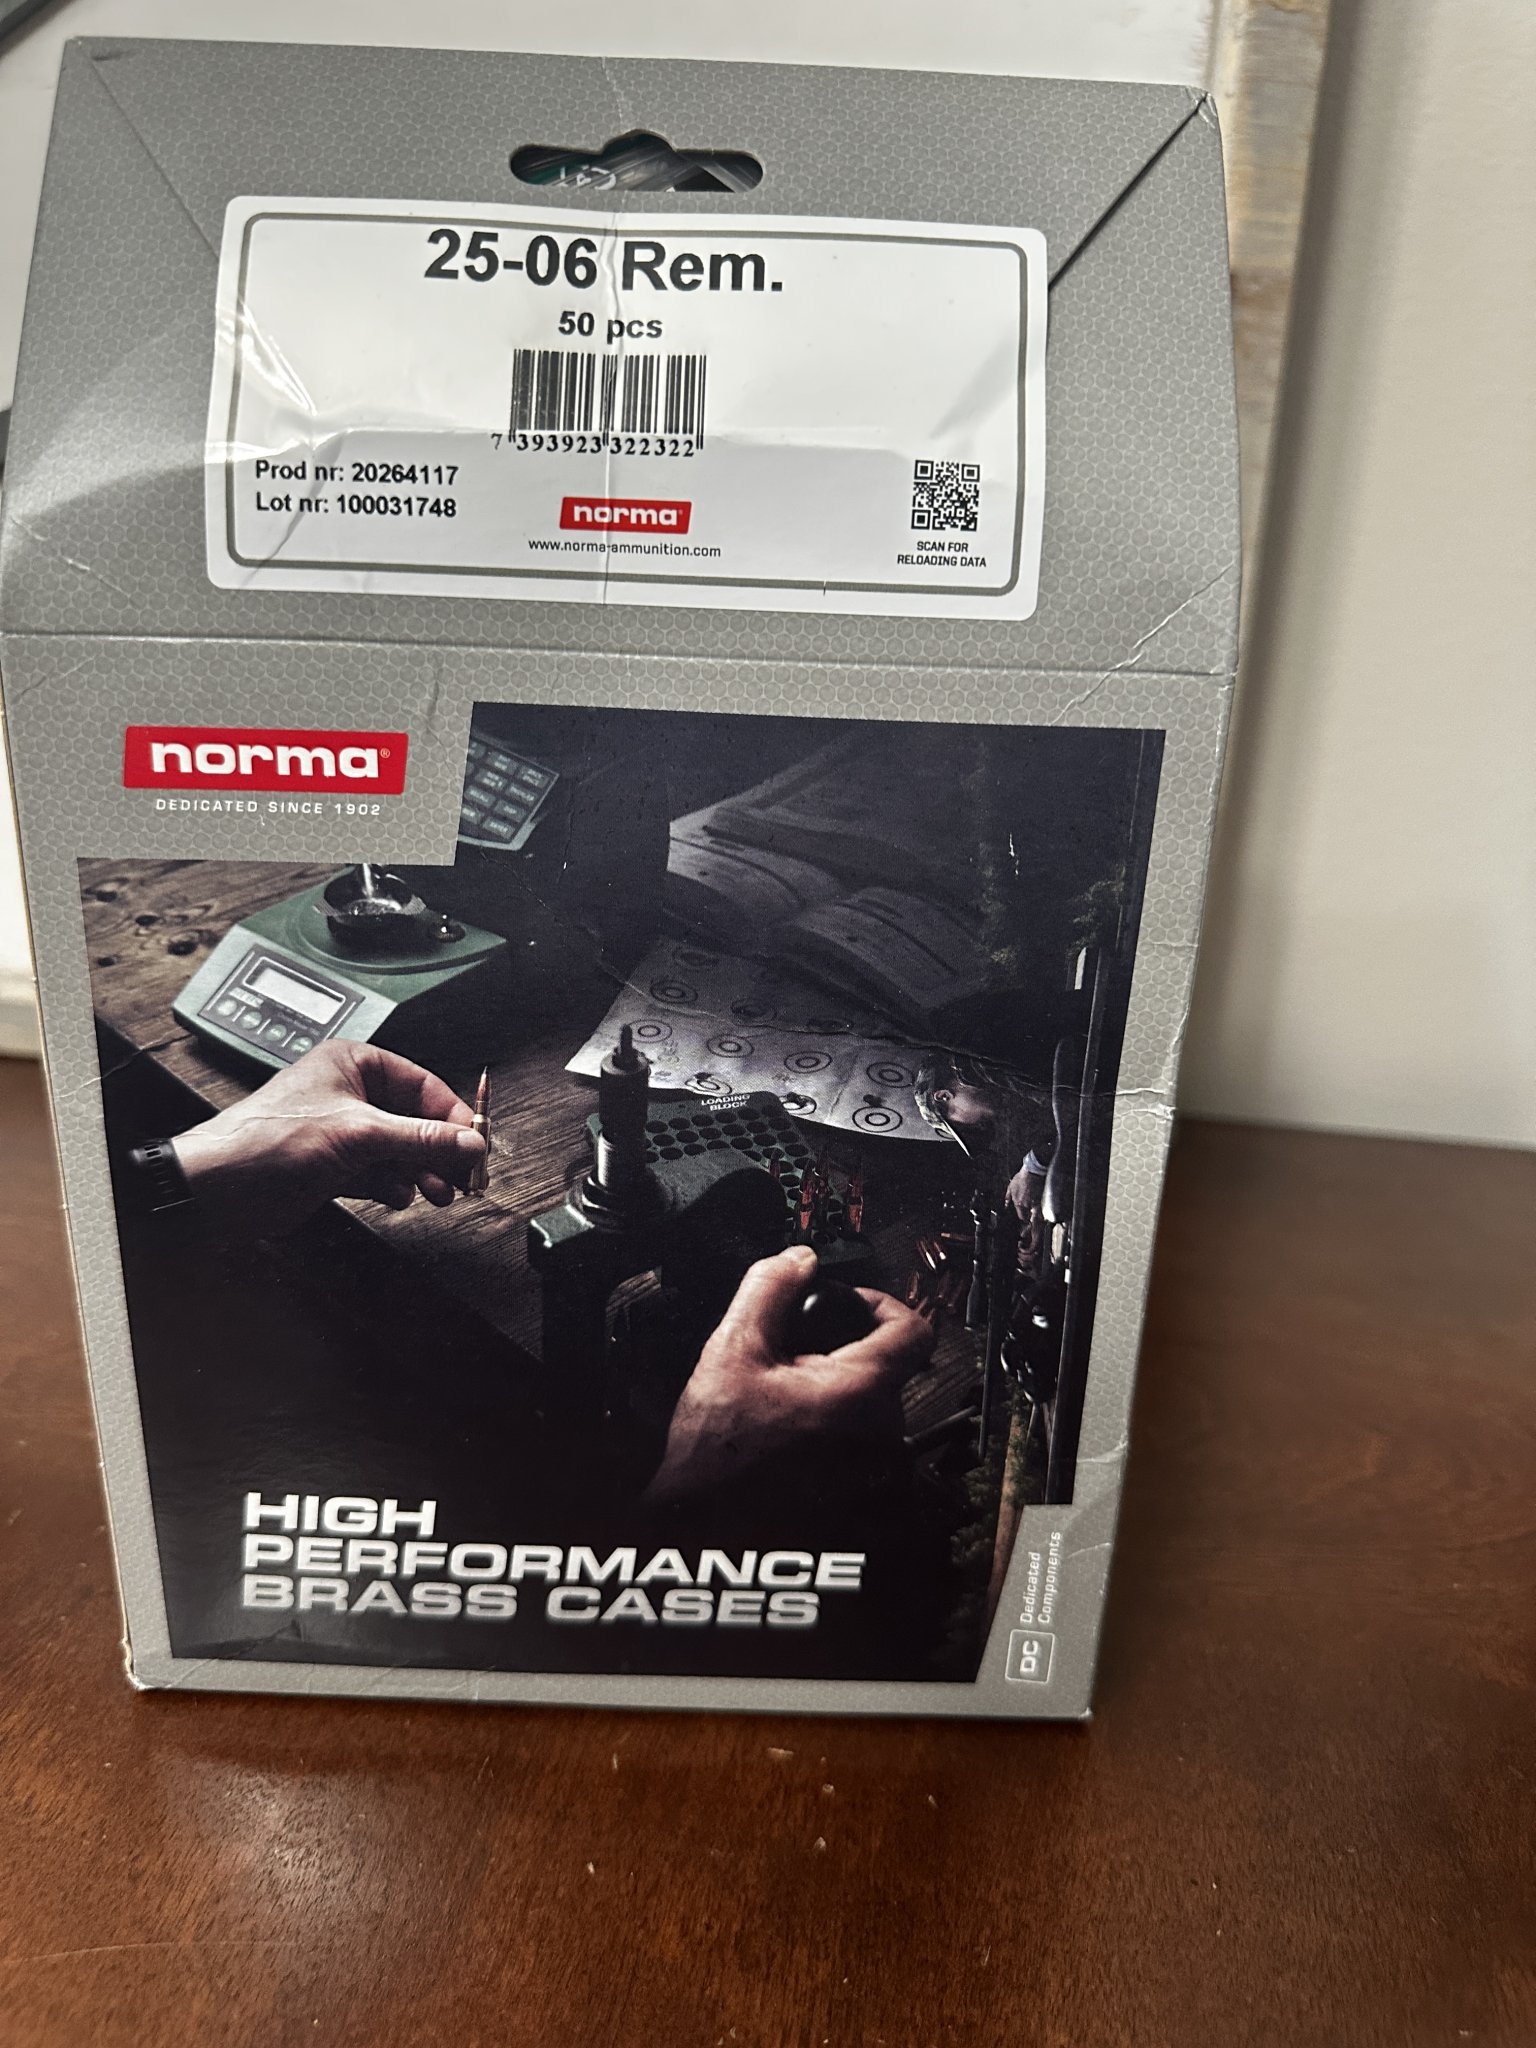 25-06 Rem.
50 pcs
7 393923 322322
Prod nr: 20264117
Lot nr: 100031748
norma
www.norma-ammunition.com
SCAN FOR
RELOADING DATA
norma®
DEDICATED SINCE 1902
LOADING
BLOCK
HIGH
PERFORMANCE
BRASS CASES
DC
Dedicated
Components